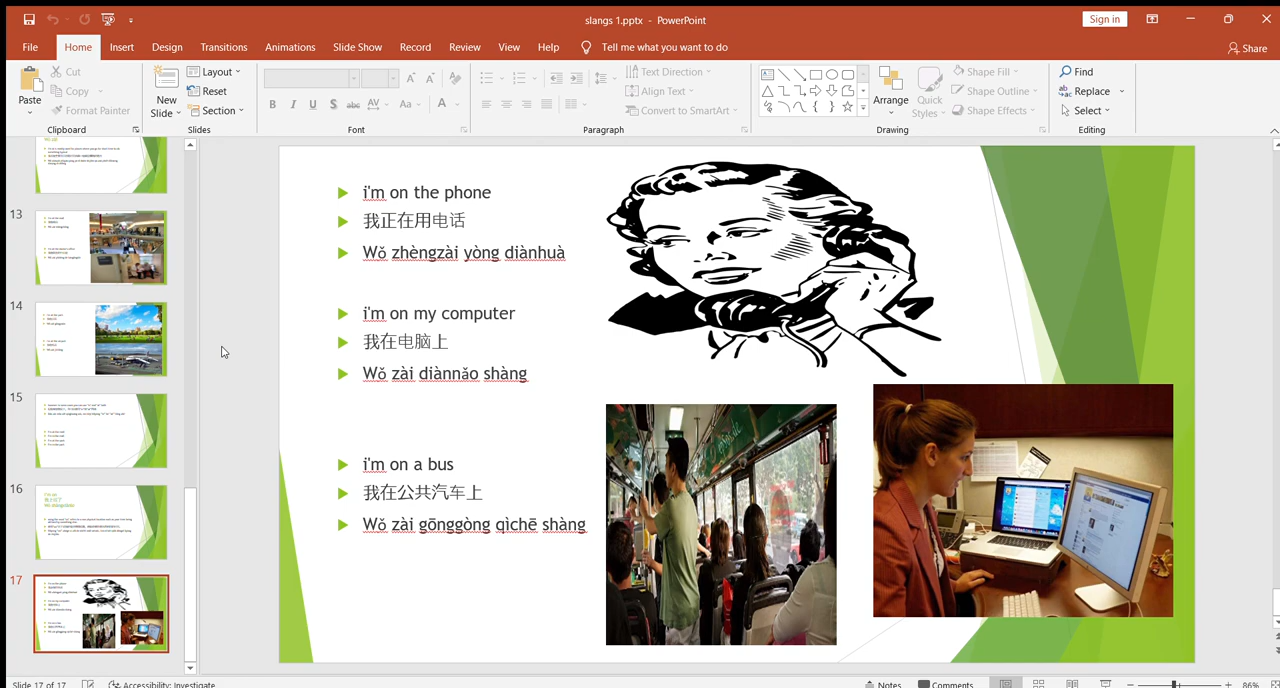 slangs 1.pptx - PowerPoint
Sign in
File Home Insert Design Transitions Animations Slide Show Record Review View Help Tell me what you want to do
Share
Paste
Cut
Copy
Format Painter
Clipboard
New Slide
Layout
Reset
Section
Slides
B I U S abc AV Aa A
Font
Text Direction
Align Text
Convert to SmartArt
Paragraph
Arrange
Quick Styles
Shape Fill
Shape Outline
Shape Effects
Drawing
Find
Replace
Select
Editing
13
14
15
16
17
i'm on the phone
我正在用电话
Wǒ zhèngzài yòng diànhuà
i'm on my computer
我在电脑上
Wǒ zài diànnǎo shàng
i'm on a bus
我在公共汽车上
Wǒ zài gōnggòng qìchē shàng
Slide 17 of 17
Accessibility: Investigate
Notes
Comments
86%